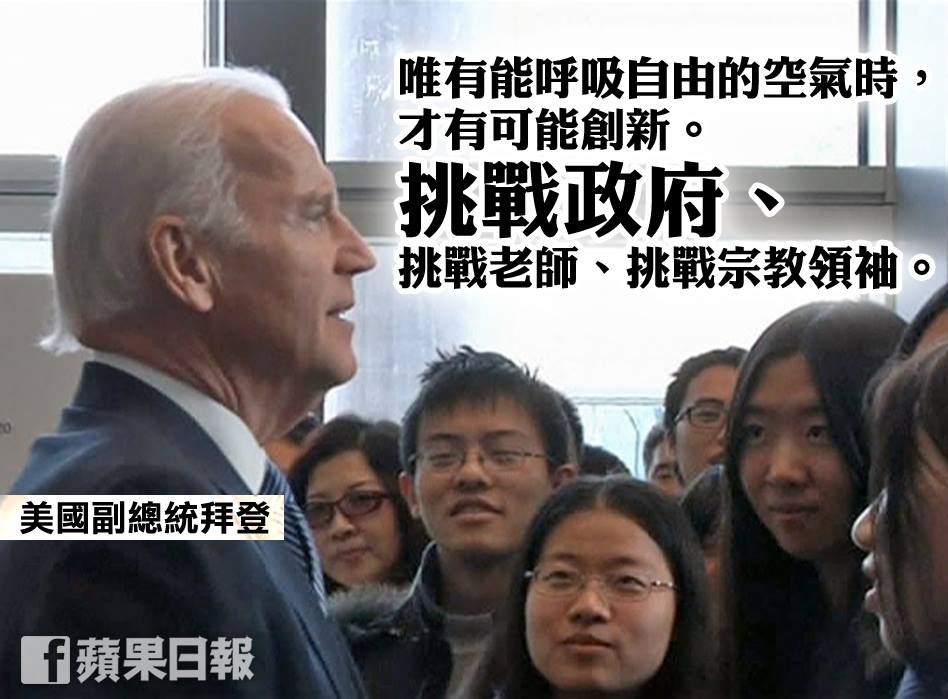 唯有能呼吸自由的空氣時，
才有可能創新。
挑戰政府、
挑戰老師、挑戰宗教領袖。
美國副總統拜登
f 蘋果日報
20